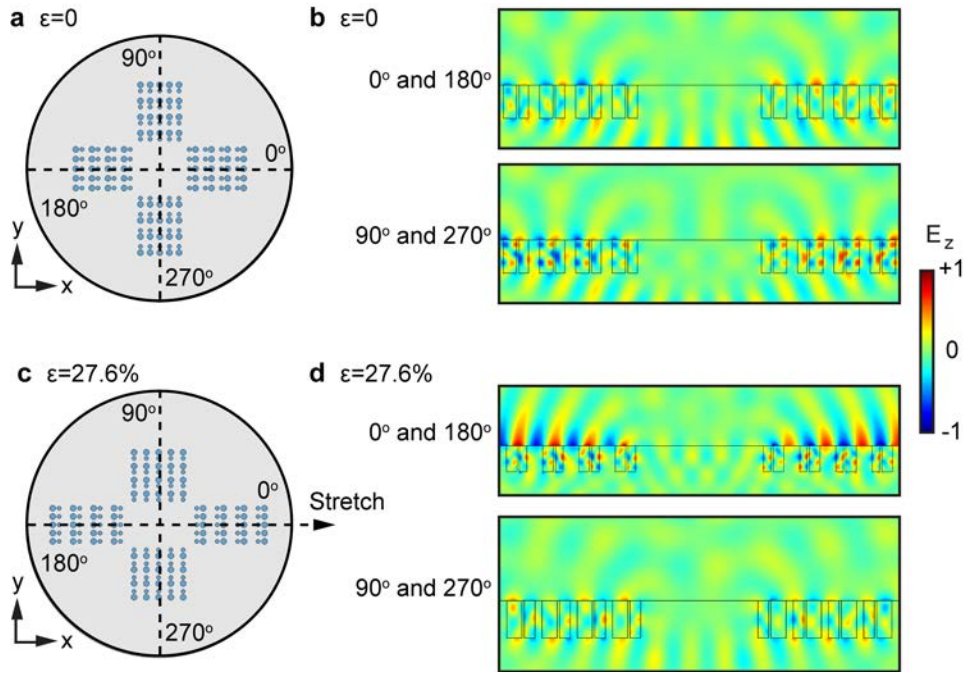 a ε=0
90°
0°
180°
270°
y
x
b ε=0
0° and 180°
90° and 270°
E_z
+1
0
-1
c ε=27.6%
90°
0°
Stretch
180°
270°
y
x
d ε=27.6%
0° and 180°
90° and 270°